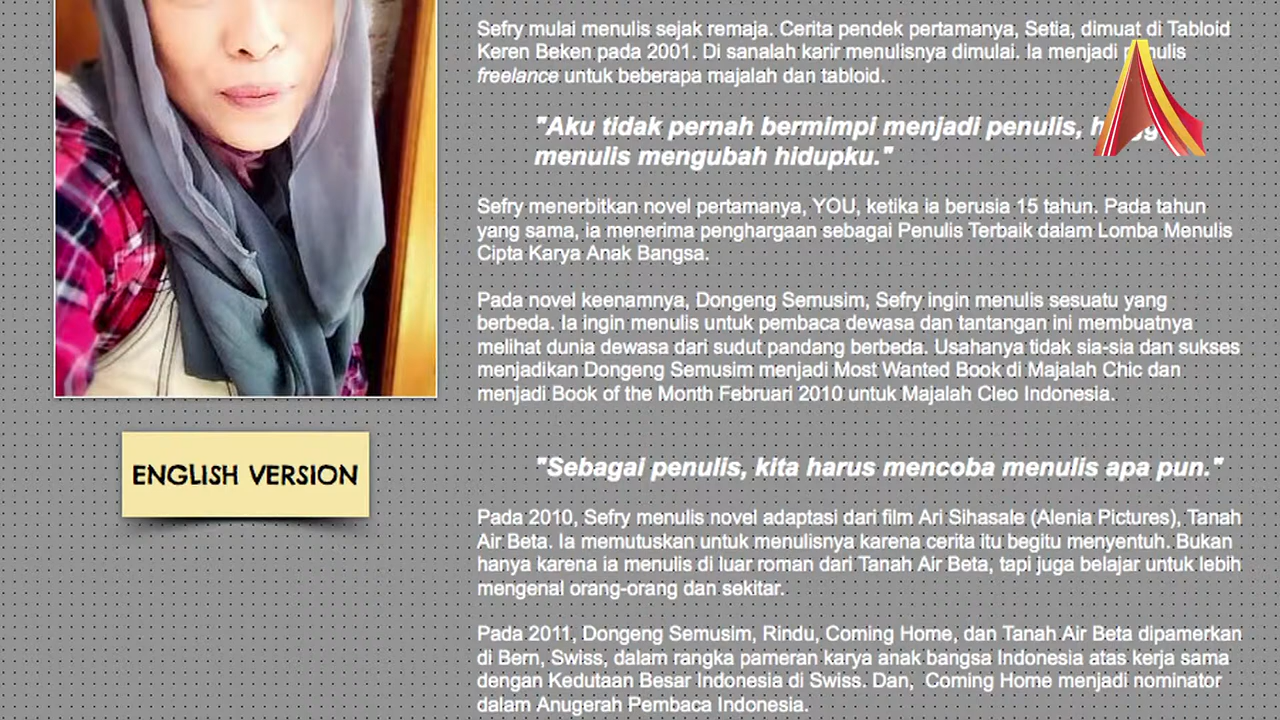 Sefry mulai menulis sejak remaja. Cerita pendek pertamanya, Setia, dimuat di Tabloid
Keren Beken pada 2001. Di sanalah karir menulisnya dimulai. Ia menjadi penulis
freelance untuk beberapa majalah dan tabloid.
"Aku tidak pernah bermimpi menjadi penulis,
menulis mengubah hidupku."
Sefry menerbitkan novel pertamanya, YOU, ketika ia berusia 15 tahun. Pada tahun
yang sama, ia menerima penghargaan sebagai Penulis Terbaik dalam Lomba Menulis
Cipta Karya Anak Bangsa.
Pada novel keenamnya, Dongeng Semusim, Sefry ingin menulis sesuatu yang
berbeda. Ia ingin menulis untuk pembaca dewasa dan tantangan ini membuatnya
melihat dunia dewasa dari sudut pandang berbeda. Usahanya tidak sia-sia dan sukses
menjadikan Dongeng Semusim menjadi Most Wanted Book di Majalah Chic dan
menjadi Book of the Month Februari 2010 untuk Majalah Cleo Indonesia.
"Sebagai penulis, kita harus mencoba menulis apa pun."
ENGLISH VERSION
Pada 2010, Sefry menulis novel adaptasi dari film Ari Sihasale (Alenia Pictures), Tanah
Air Beta. Ia memutuskan untuk menulisnya karena cerita itu begitu menyentuh. Bukan
hanya karena ia menulis di luar roman dari Tanah Air Beta, tapi juga belajar untuk lebih
mengenal orang-orang dan sekitar.
Pada 2011, Dongeng Semusim, Rindu, Coming Home, dan Tanah Air Beta dipamerkan
di Bern, Swiss, dalam rangka pameran karya anak bangsa Indonesia atas kerja sama
dengan Kedutaan Besar Indonesia di Swiss. Dan, Coming Home menjadi nominator
dalam Anugerah Pembaca Indonesia.